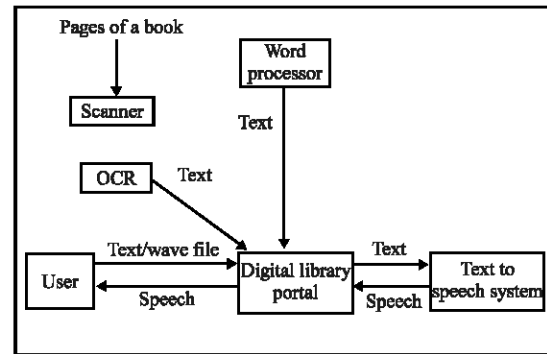 Pages of a book
Word
processor
Scanner
Text
OCR
Text
Text/wave file
User
Speech
Digital library
portal
Text
Speech
Text to
speech system